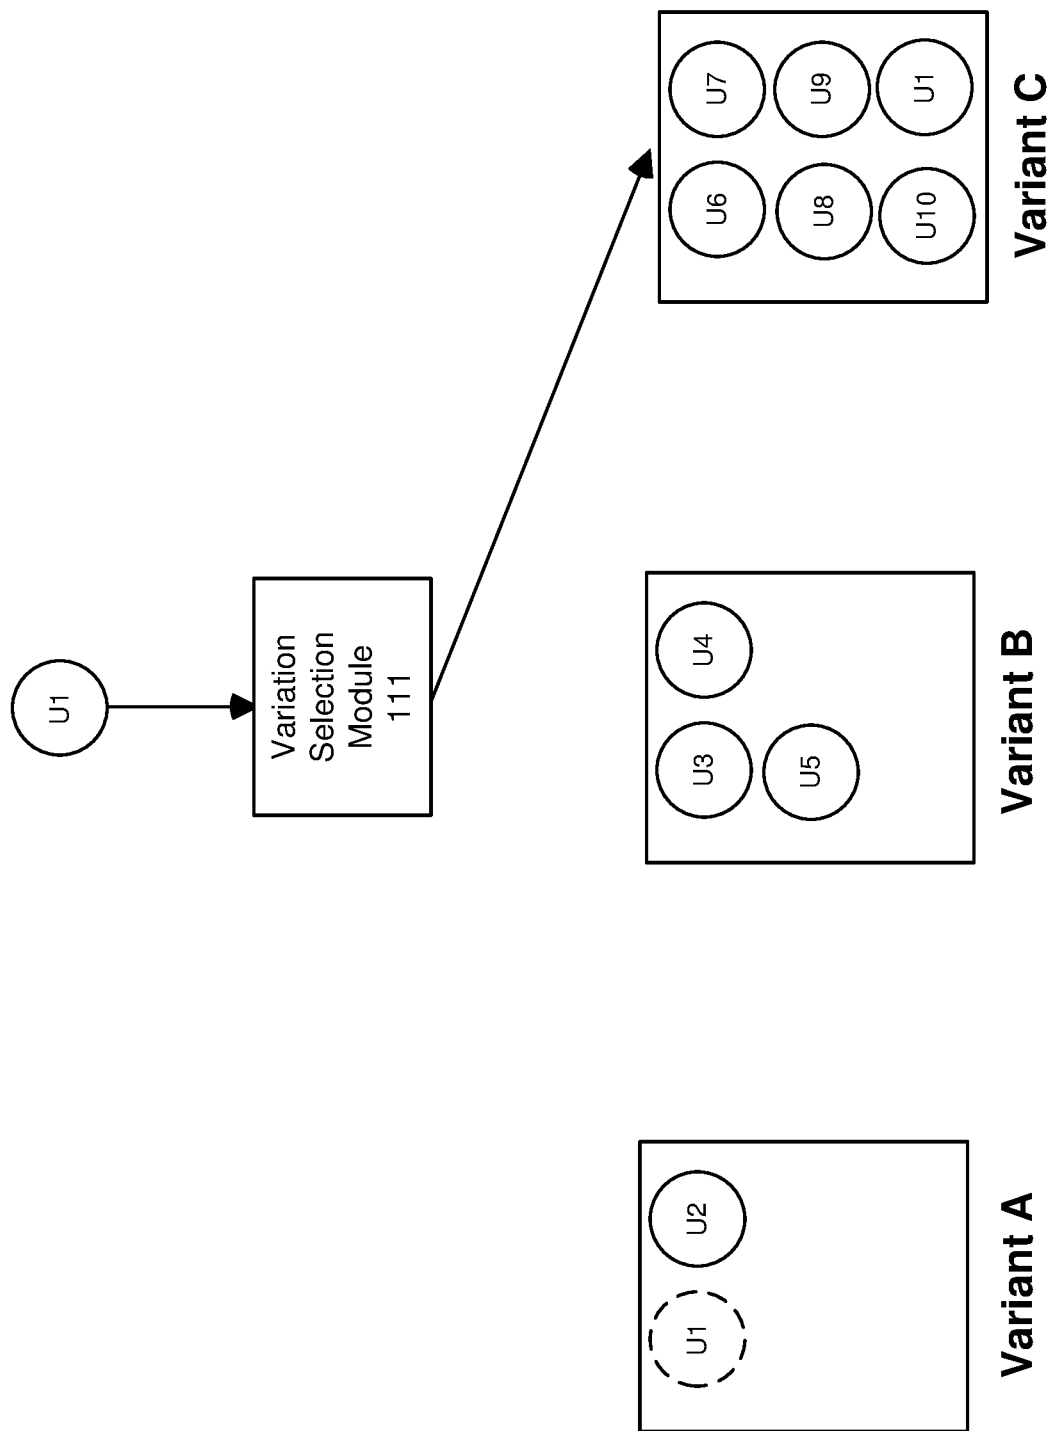 U1
Variation
Selection
Module
111
U1
U2
U3
U4
U5
U6
U7
U8
U9
U10
U1
Variant A
Variant B
Variant C